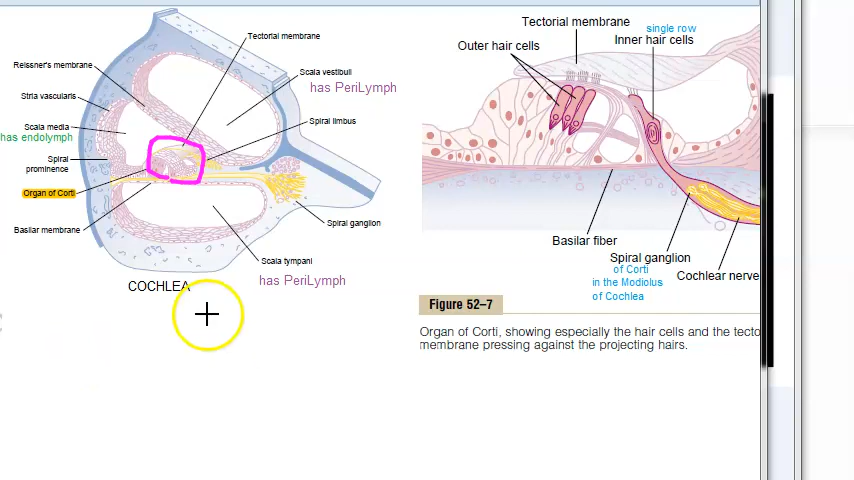 Tectorial membrane
Reissner's membrane
Scala vestibuli
has PeriLymph
Stria vascularis
Scala media
has endolymph
Spiral limbus
Spiral
prominence
Organ of Corti
Basilar membrane
Spiral ganglion
Scala tympani
has PeriLymph
COCHLEA
Tectorial membrane
single row
Outer hair cells
Inner hair cells
Basilar fiber
Spiral ganglion
of Corti
in the Modiolus
of Cochlea
Cochlear nerve
Figure 52–7
Organ of Corti, showing especially the hair cells and the tecto
membrane pressing against the projecting hairs.